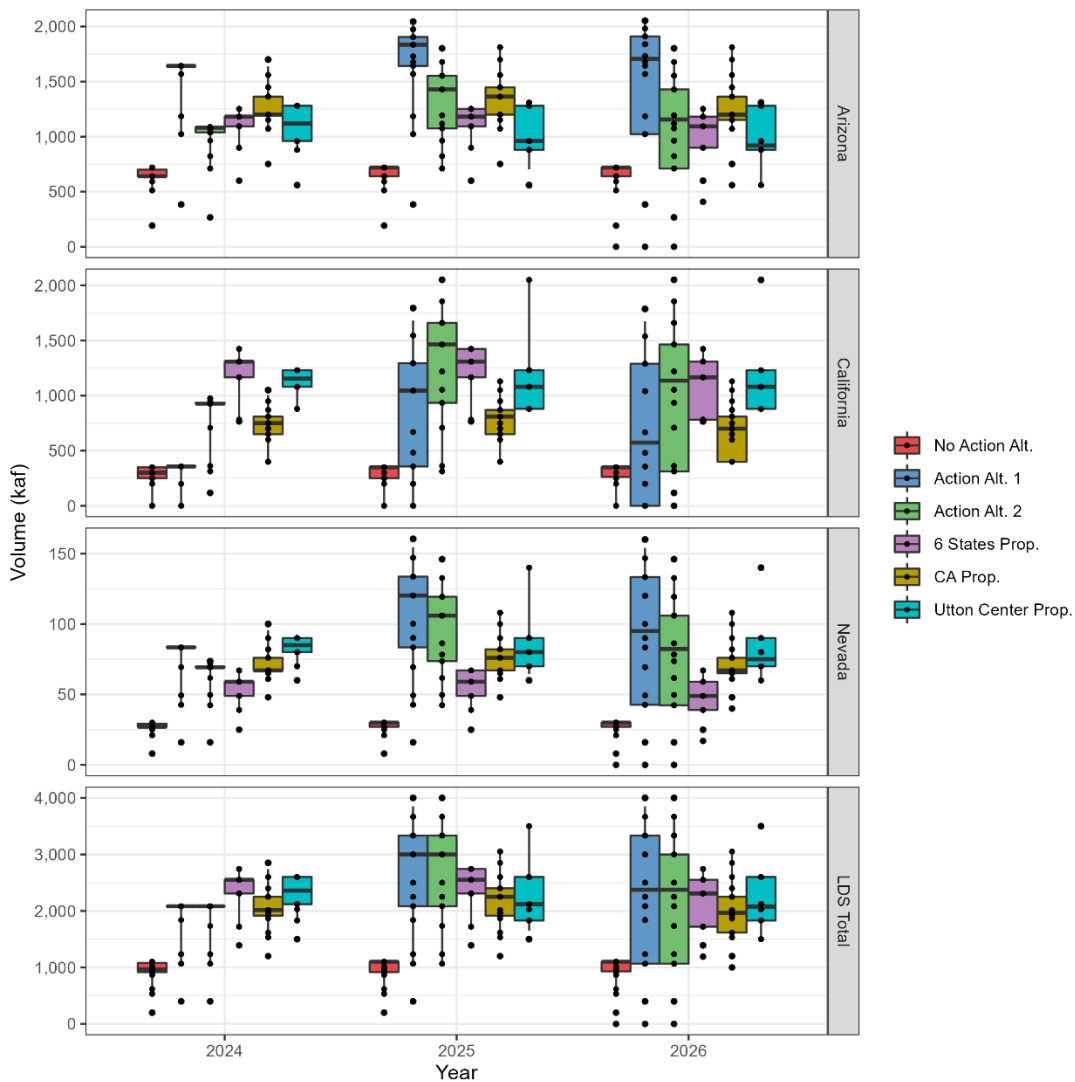 2,000
1,500
1,000
500
0
Arizona
2,000
1,500
1,000
500
0
California
150
100
50
0
Nevada
4,000
3,000
2,000
1,000
0
LDS Total
Volume (kaf)
2024
2025
2026
Year
No Action Alt.
Action Alt. 1
Action Alt. 2
6 States Prop.
CA Prop.
Utton Center Prop.